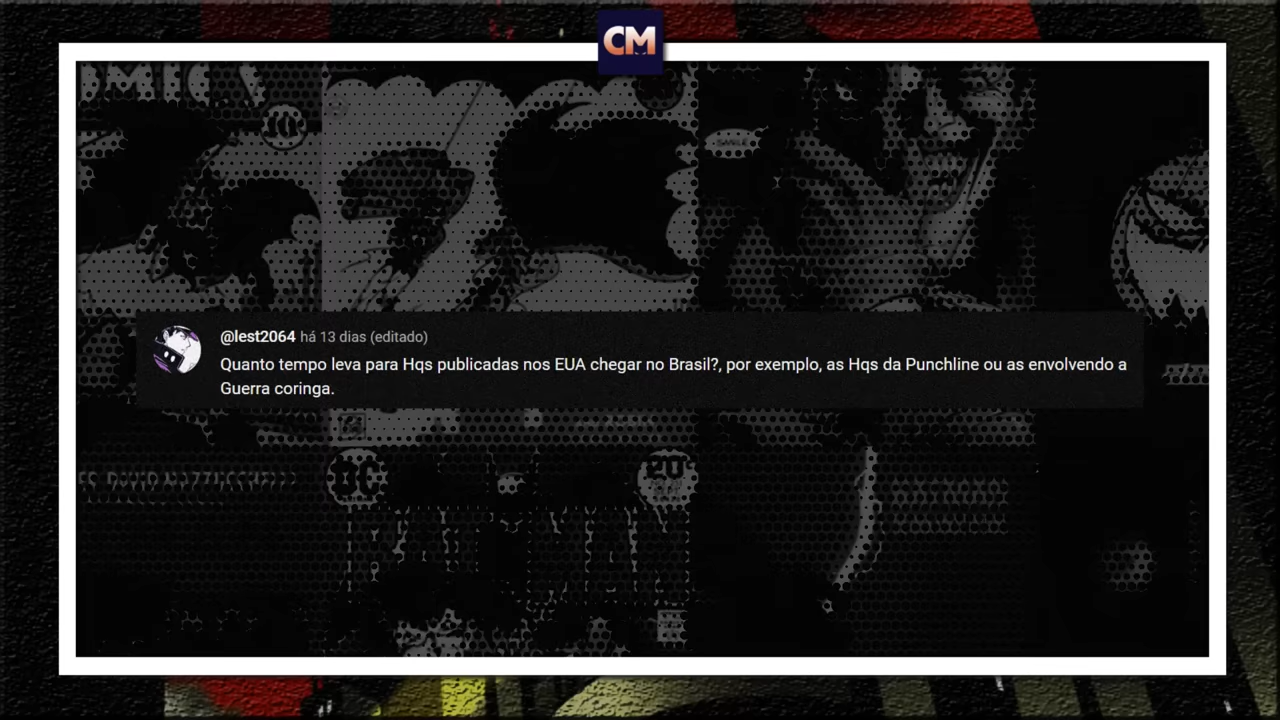 CM
@lest2064 há 13 dias (editado)
Quanto tempo leva para Hqs publicadas nos EUA chegar no Brasil?, por exemplo, as Hqs da Punchline ou as envolvendo a
Guerra coringa.
DC